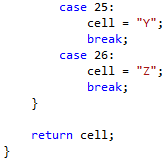 case 25:
cell = "Y";
break;
case 26:
cell = "Z";
break;
}
return cell;
}